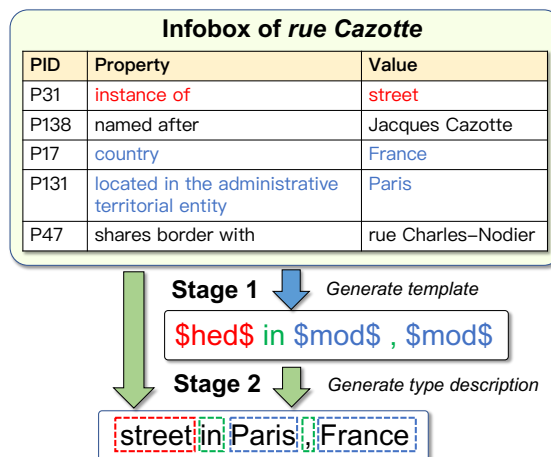 Infobox of rue Cazotte
PID Property Value
P31 instance of street
P138 named after Jacques Cazotte
P17 country France
P131 located in the administrative Paris
territorial entity
P47 shares border with rue Charles–Nodier
Stage 1 Generate template
$hed$ in $mod$ , $mod$
Stage 2 Generate type description
street in Paris , France